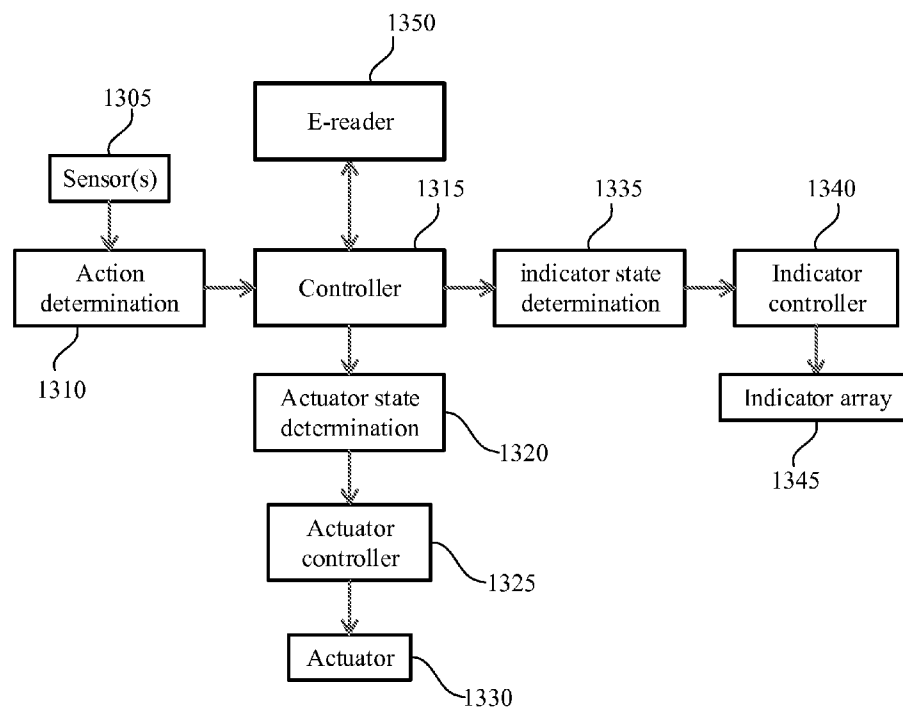 1350
E-reader
1305
Sensor(s)
1315
1335
1340
Action
determination
Controller
indicator state
determination
Indicator
controller
1310
Actuator state
determination
1320
Indicator array
1345
Actuator
controller
1325
Actuator
1330